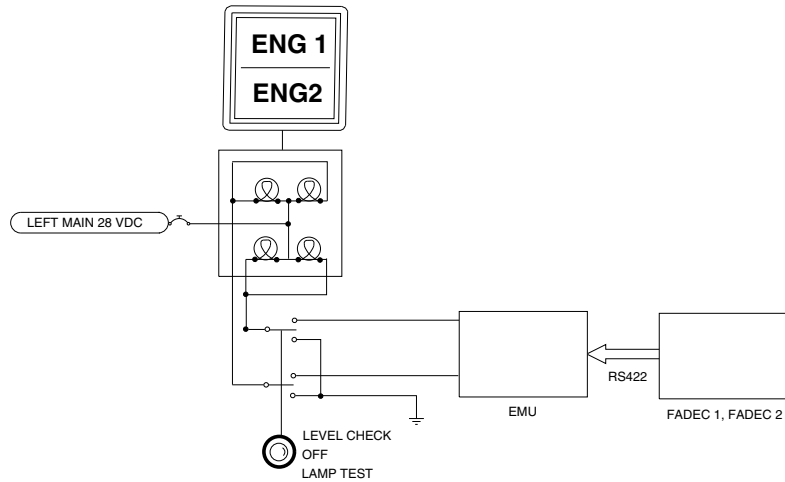 ENG 1
ENG2
LEFT MAIN 28 VDC
RS422
EMU
FADEC 1, FADEC 2
LEVEL CHECK
OFF
LAMP TEST